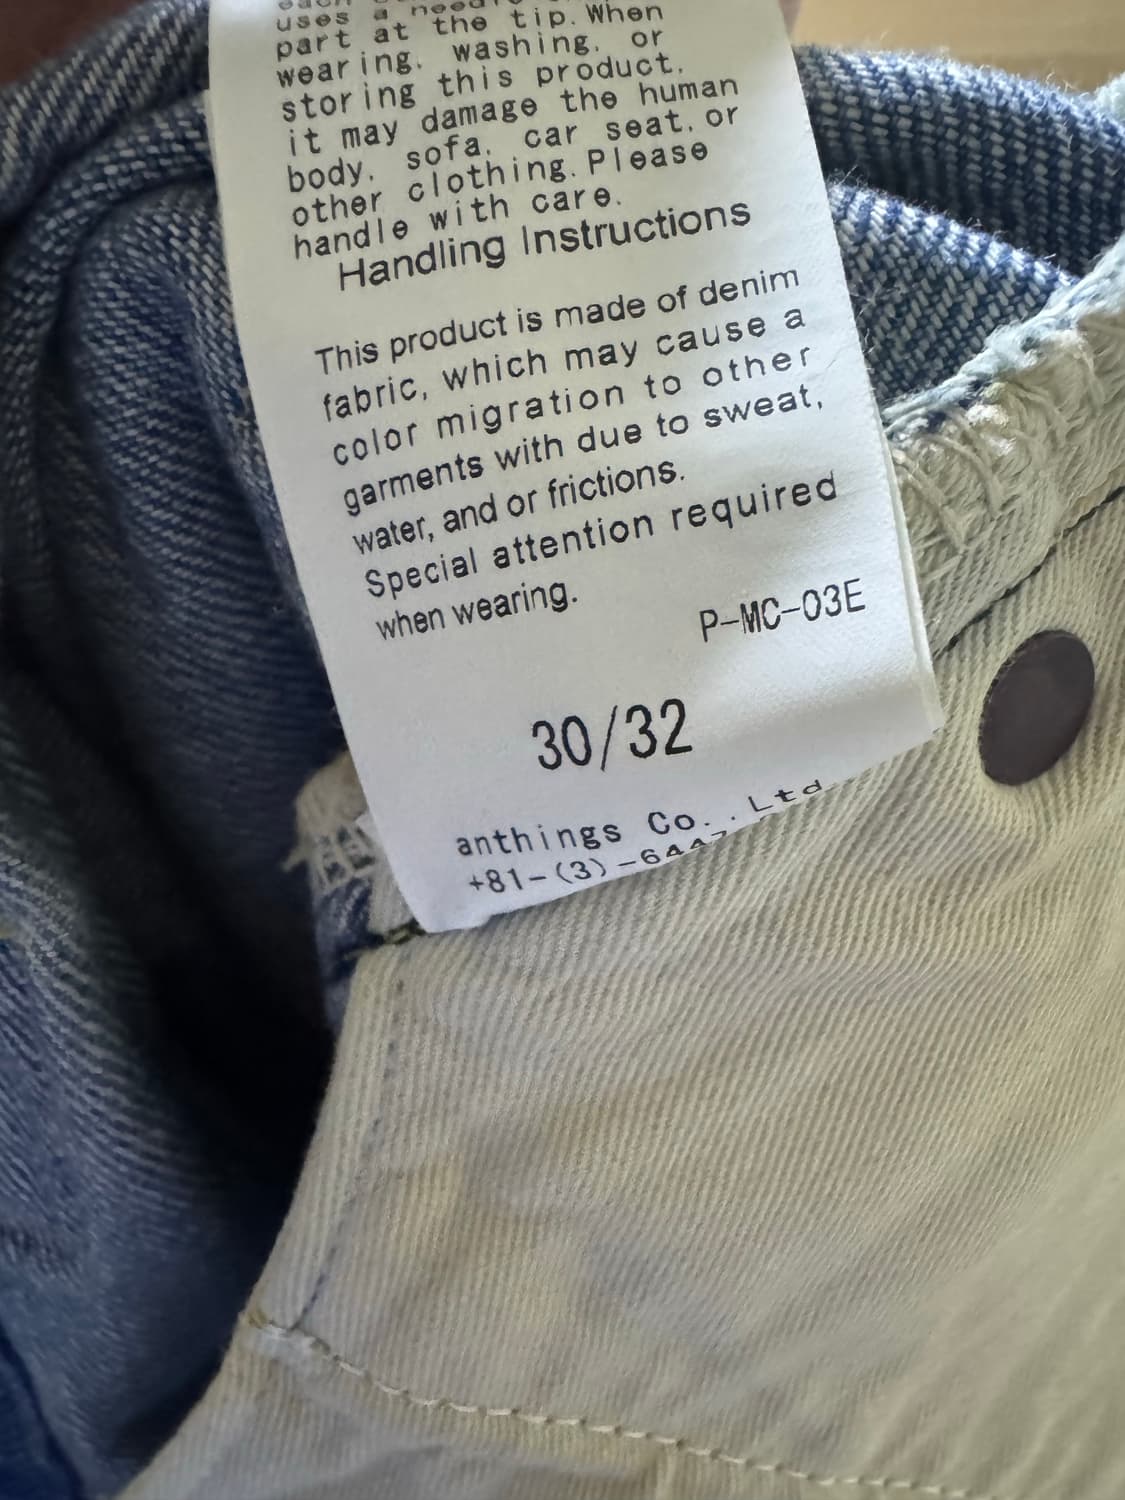 uses a need
part at the tip. When
wearing, washing, or
storing this product,
it may damage the human
body, sofa, car seat, or
other clothing. Please
handle with care.
Handling Instructions
This product is made of denim
fabric, which may cause a
color migration to other
garments with due to sweat,
water, and or frictions.
Special attention required
when wearing.
P-MC-03E
30/32
anthings Co., Ltd
+81-(3)-644